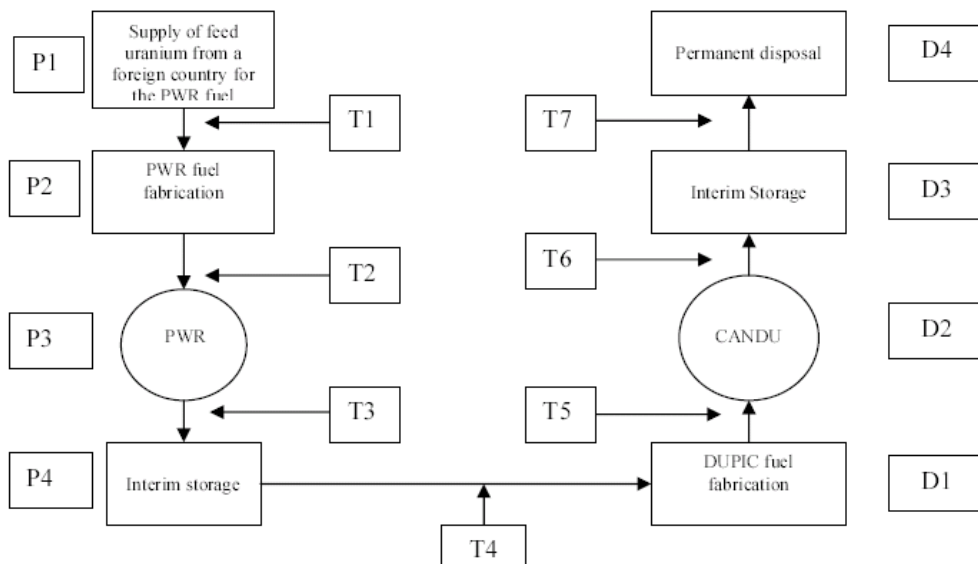 P1
Supply of feed
uranium from a
foreign country for
the PWR fuel
T1
P2
PWR fuel
fabrication
T2
P3
PWR
T3
P4
Interim storage
T4
DUPIC fuel
fabrication
D1
T5
CANDU
D2
T6
Interim Storage
D3
T7
Permanent disposal
D4